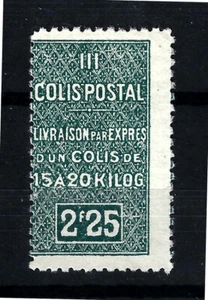 III
COLIS POSTAL
LIVRAISON PAR EXPRES
D'UN COLIS DE
15 A 20 KILOG
2F25